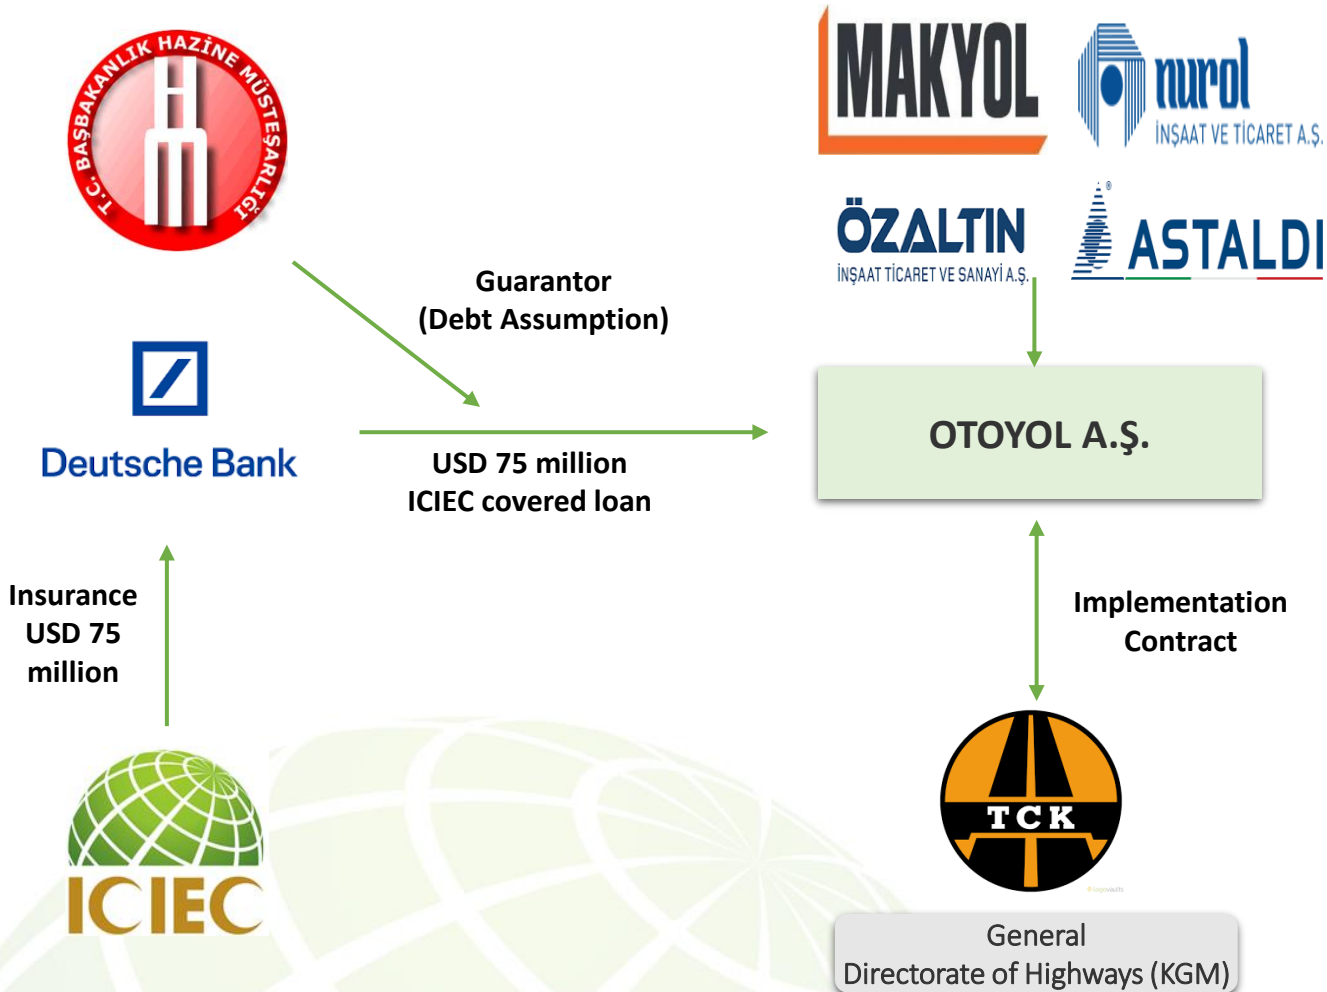 T.C. BAŞBAKANLIK HAZİNE MÜSTEŞARLIĞI
MAKYOL
nurol
İNŞAAT VE TİCARET A.Ş.
ÖZALTIN
İNŞAAT TİCARET VE SANAYİ A.Ş.
®
ASTALDI
Guarantor
(Debt Assumption)
Deutsche Bank
USD 75 million
ICIEC covered loan
OTOYOL A.Ş.
Insurance
USD 75
million
Implementation
Contract
ICIEC
TCK
logovaults
General
Directorate of Highways (KGM)